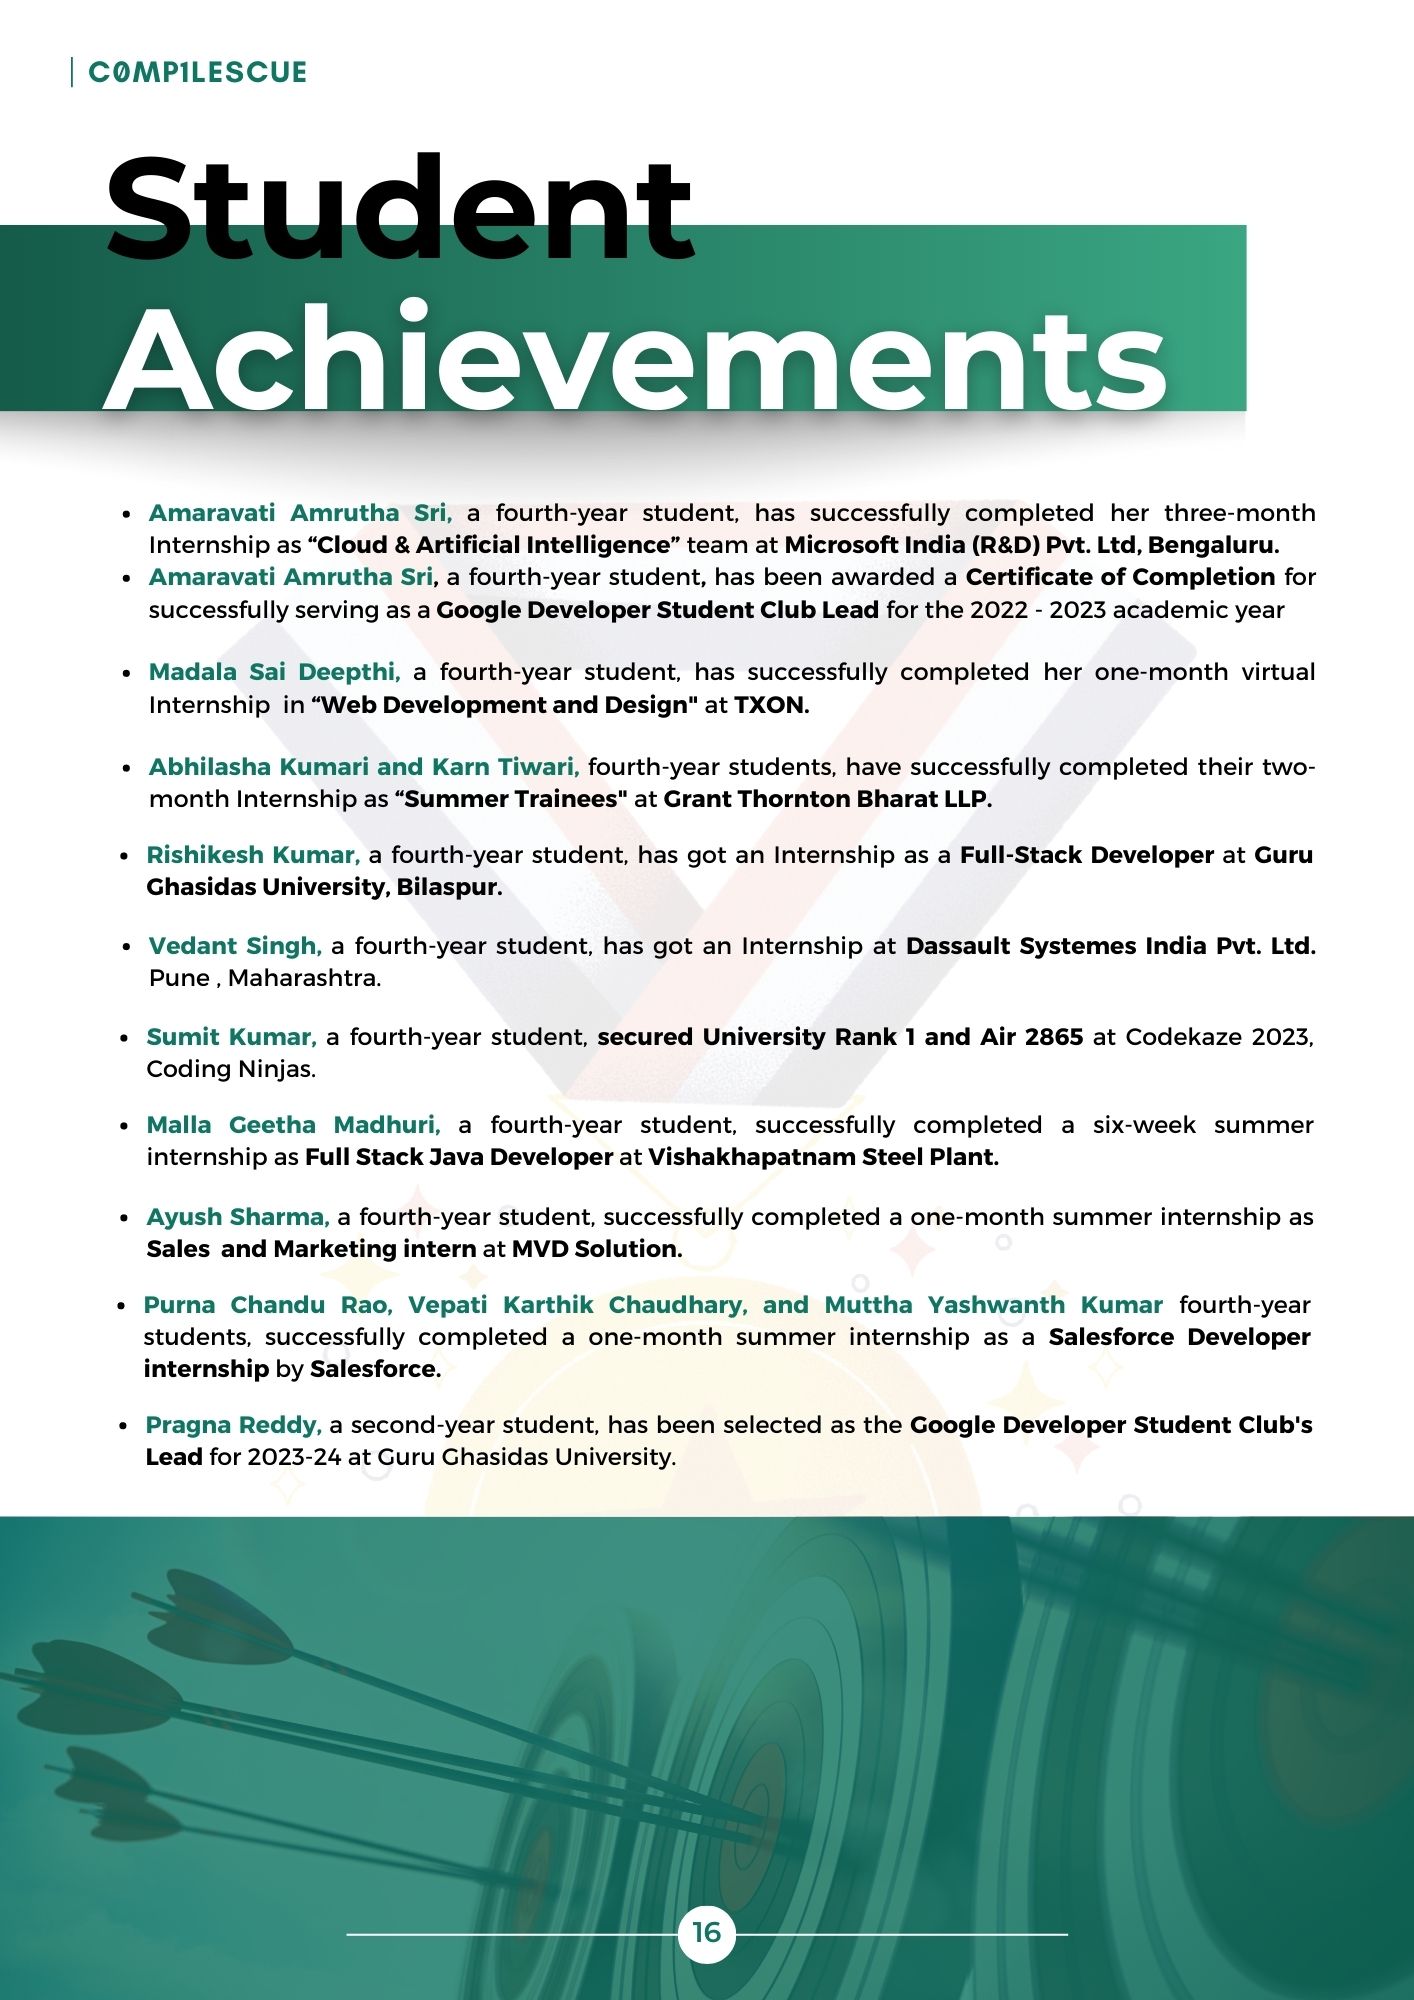 C0MP1LESCUE
Student
Achievements
• Amaravati Amrutha Sri, a fourth-year student, has successfully completed her three-month
Internship as “Cloud & Artificial Intelligence” team at Microsoft India (R&D) Pvt. Ltd, Bengaluru.
• Amaravati Amrutha Sri, a fourth-year student, has been awarded a Certificate of Completion for
successfully serving as a Google Developer Student Club Lead for the 2022 - 2023 academic year
• Madala Sai Deepthi, a fourth-year student, has successfully completed her one-month virtual
Internship in “Web Development and Design" at TXON.
• Abhilasha Kumari and Karn Tiwari, fourth-year students, have successfully completed their two-
month Internship as “Summer Trainees" at Grant Thornton Bharat LLP.
• Rishikesh Kumar, a fourth-year student, has got an Internship as a Full-Stack Developer at Guru
Ghasidas University, Bilaspur.
• Vedant Singh, a fourth-year student, has got an Internship at Dassault Systemes India Pvt. Ltd.
Pune , Maharashtra.
• Sumit Kumar, a fourth-year student, secured University Rank 1 and Air 2865 at Codekaze 2023,
Coding Ninjas.
• Malla Geetha Madhuri, a fourth-year student, successfully completed a six-week summer
internship as Full Stack Java Developer at Vishakhapatnam Steel Plant.
• Ayush Sharma, a fourth-year student, successfully completed a one-month summer internship as
Sales and Marketing intern at MVD Solution.
• Purna Chandu Rao, Vepati Karthik Chaudhary, and Muttha Yashwanth Kumar fourth-year
students, successfully completed a one-month summer internship as a Salesforce Developer
internship by Salesforce.
• Pragna Reddy, a second-year student, has been selected as the Google Developer Student Club's
Lead for 2023-24 at Guru Ghasidas University.
16